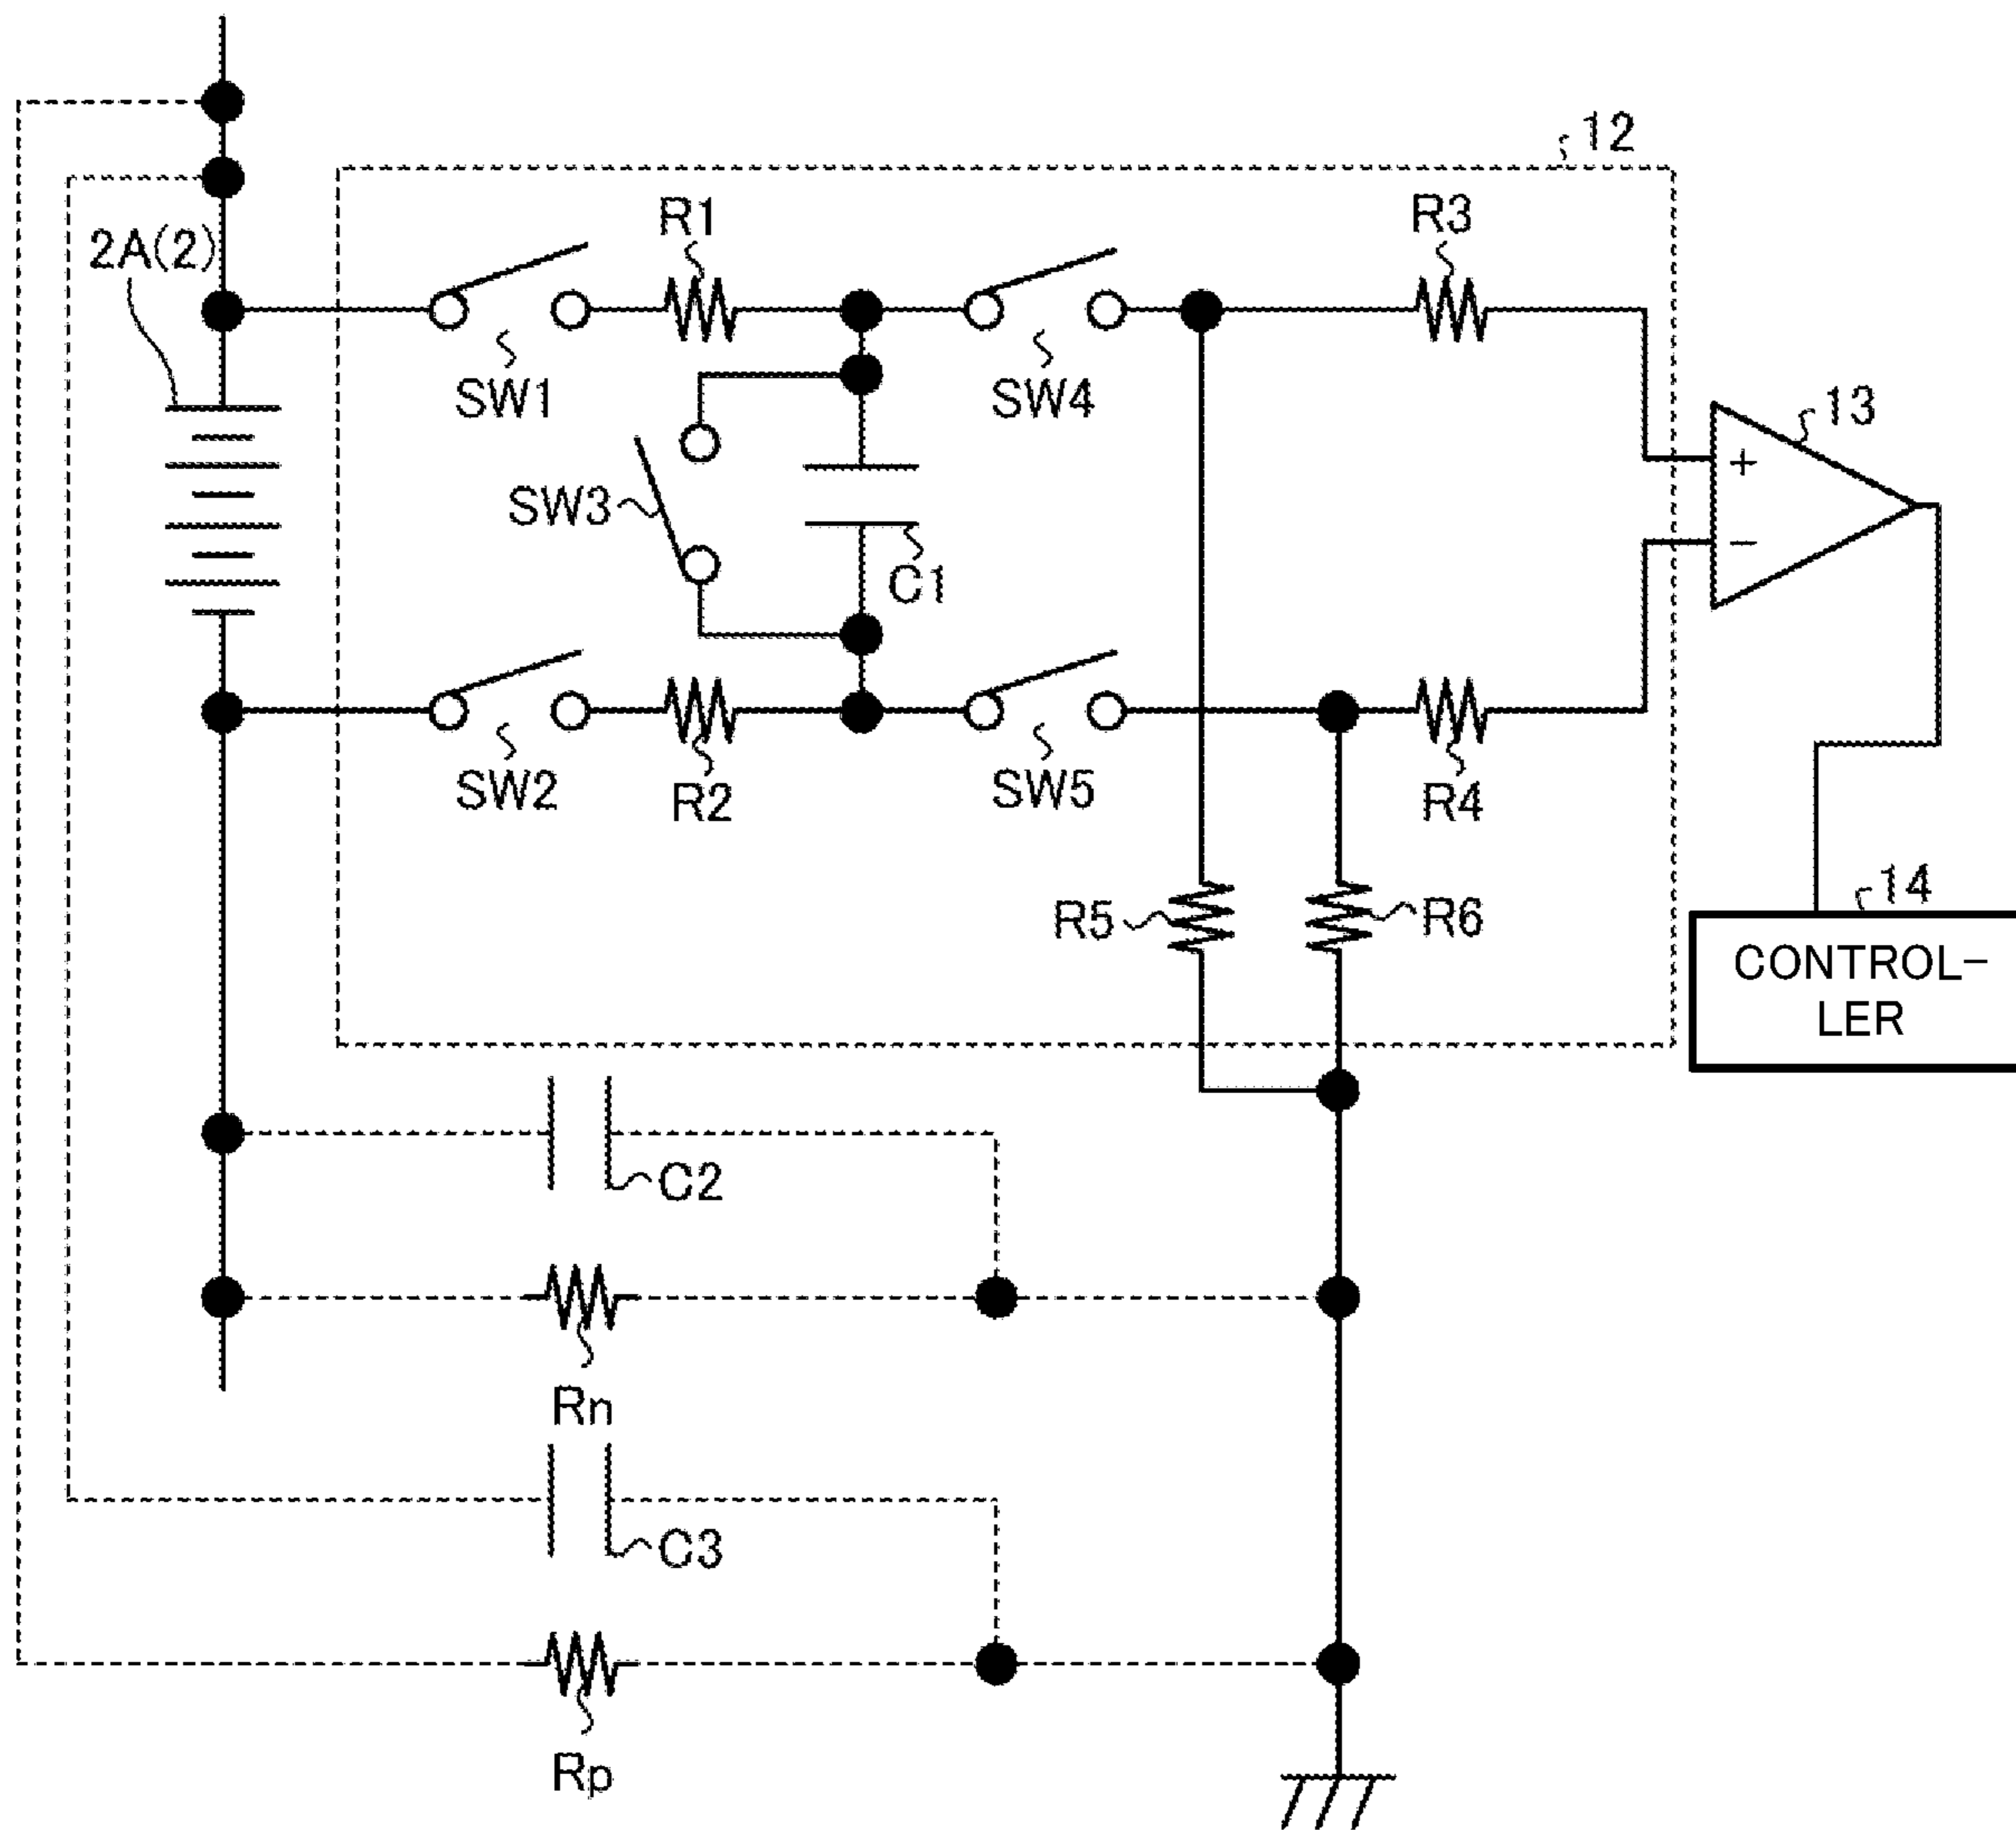 12
R1
R3
2A(2)
SW1
SW4
13
+
SW3
−
C1
SW2
R2
SW5
R4
14
R5
R6
CONTROL-
LER
C2
Rn
C3
Rp